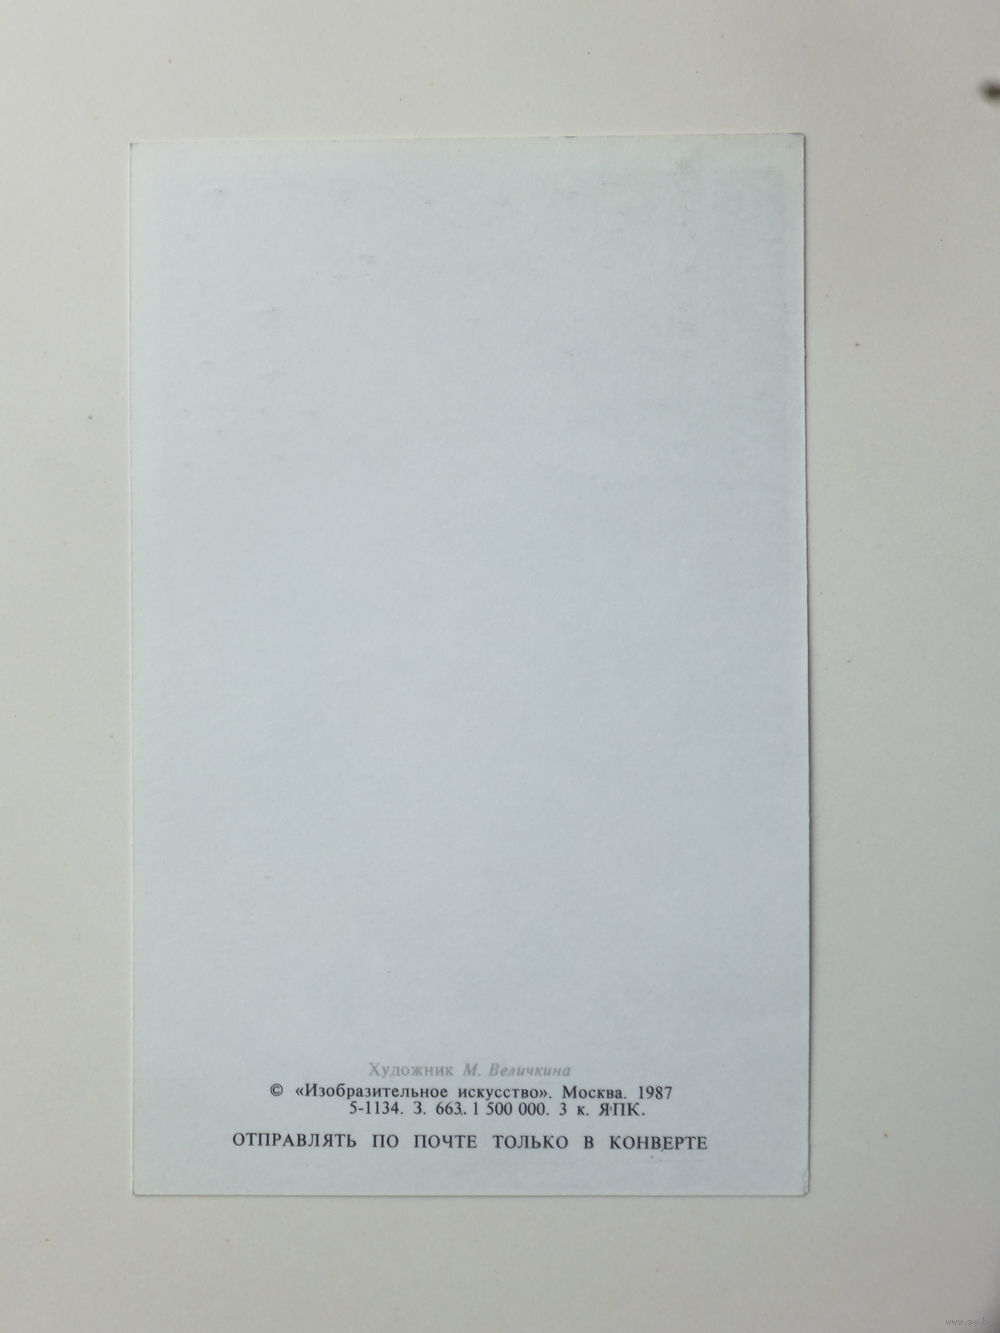 Художник М. Величкина
© «Изобразительное искусство». Москва. 1987
5-1134. З. 663. 1 500 000. 3 к. ЯПК.
ОТПРАВЛЯТЬ ПО ПОЧТЕ ТОЛЬКО В КОНВЕРТЕ